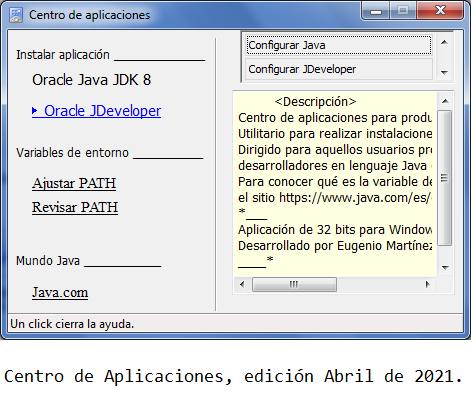 Centro de aplicaciones
Instalar aplicación
Oracle Java JDK 8
Oracle JDeveloper
Variables de entorno
Ajustar PATH
Revisar PATH
Mundo Java
Java.com
Configurar Java
Configurar JDeveloper
<Descripción>
Centro de aplicaciones para produ
Utilitario para realizar instalacione
Dirigido para aquellos usuarios pro
desarrolladores en lenguaje Java
Para conocer qué es la variable de
el sitio https://www.java.com/es/
*___
Aplicación de 32 bits para Window
Desarrollado por Eugenio Martínez
____*
Un click cierra la ayuda.
Centro de Aplicaciones, edición Abril de 2021.